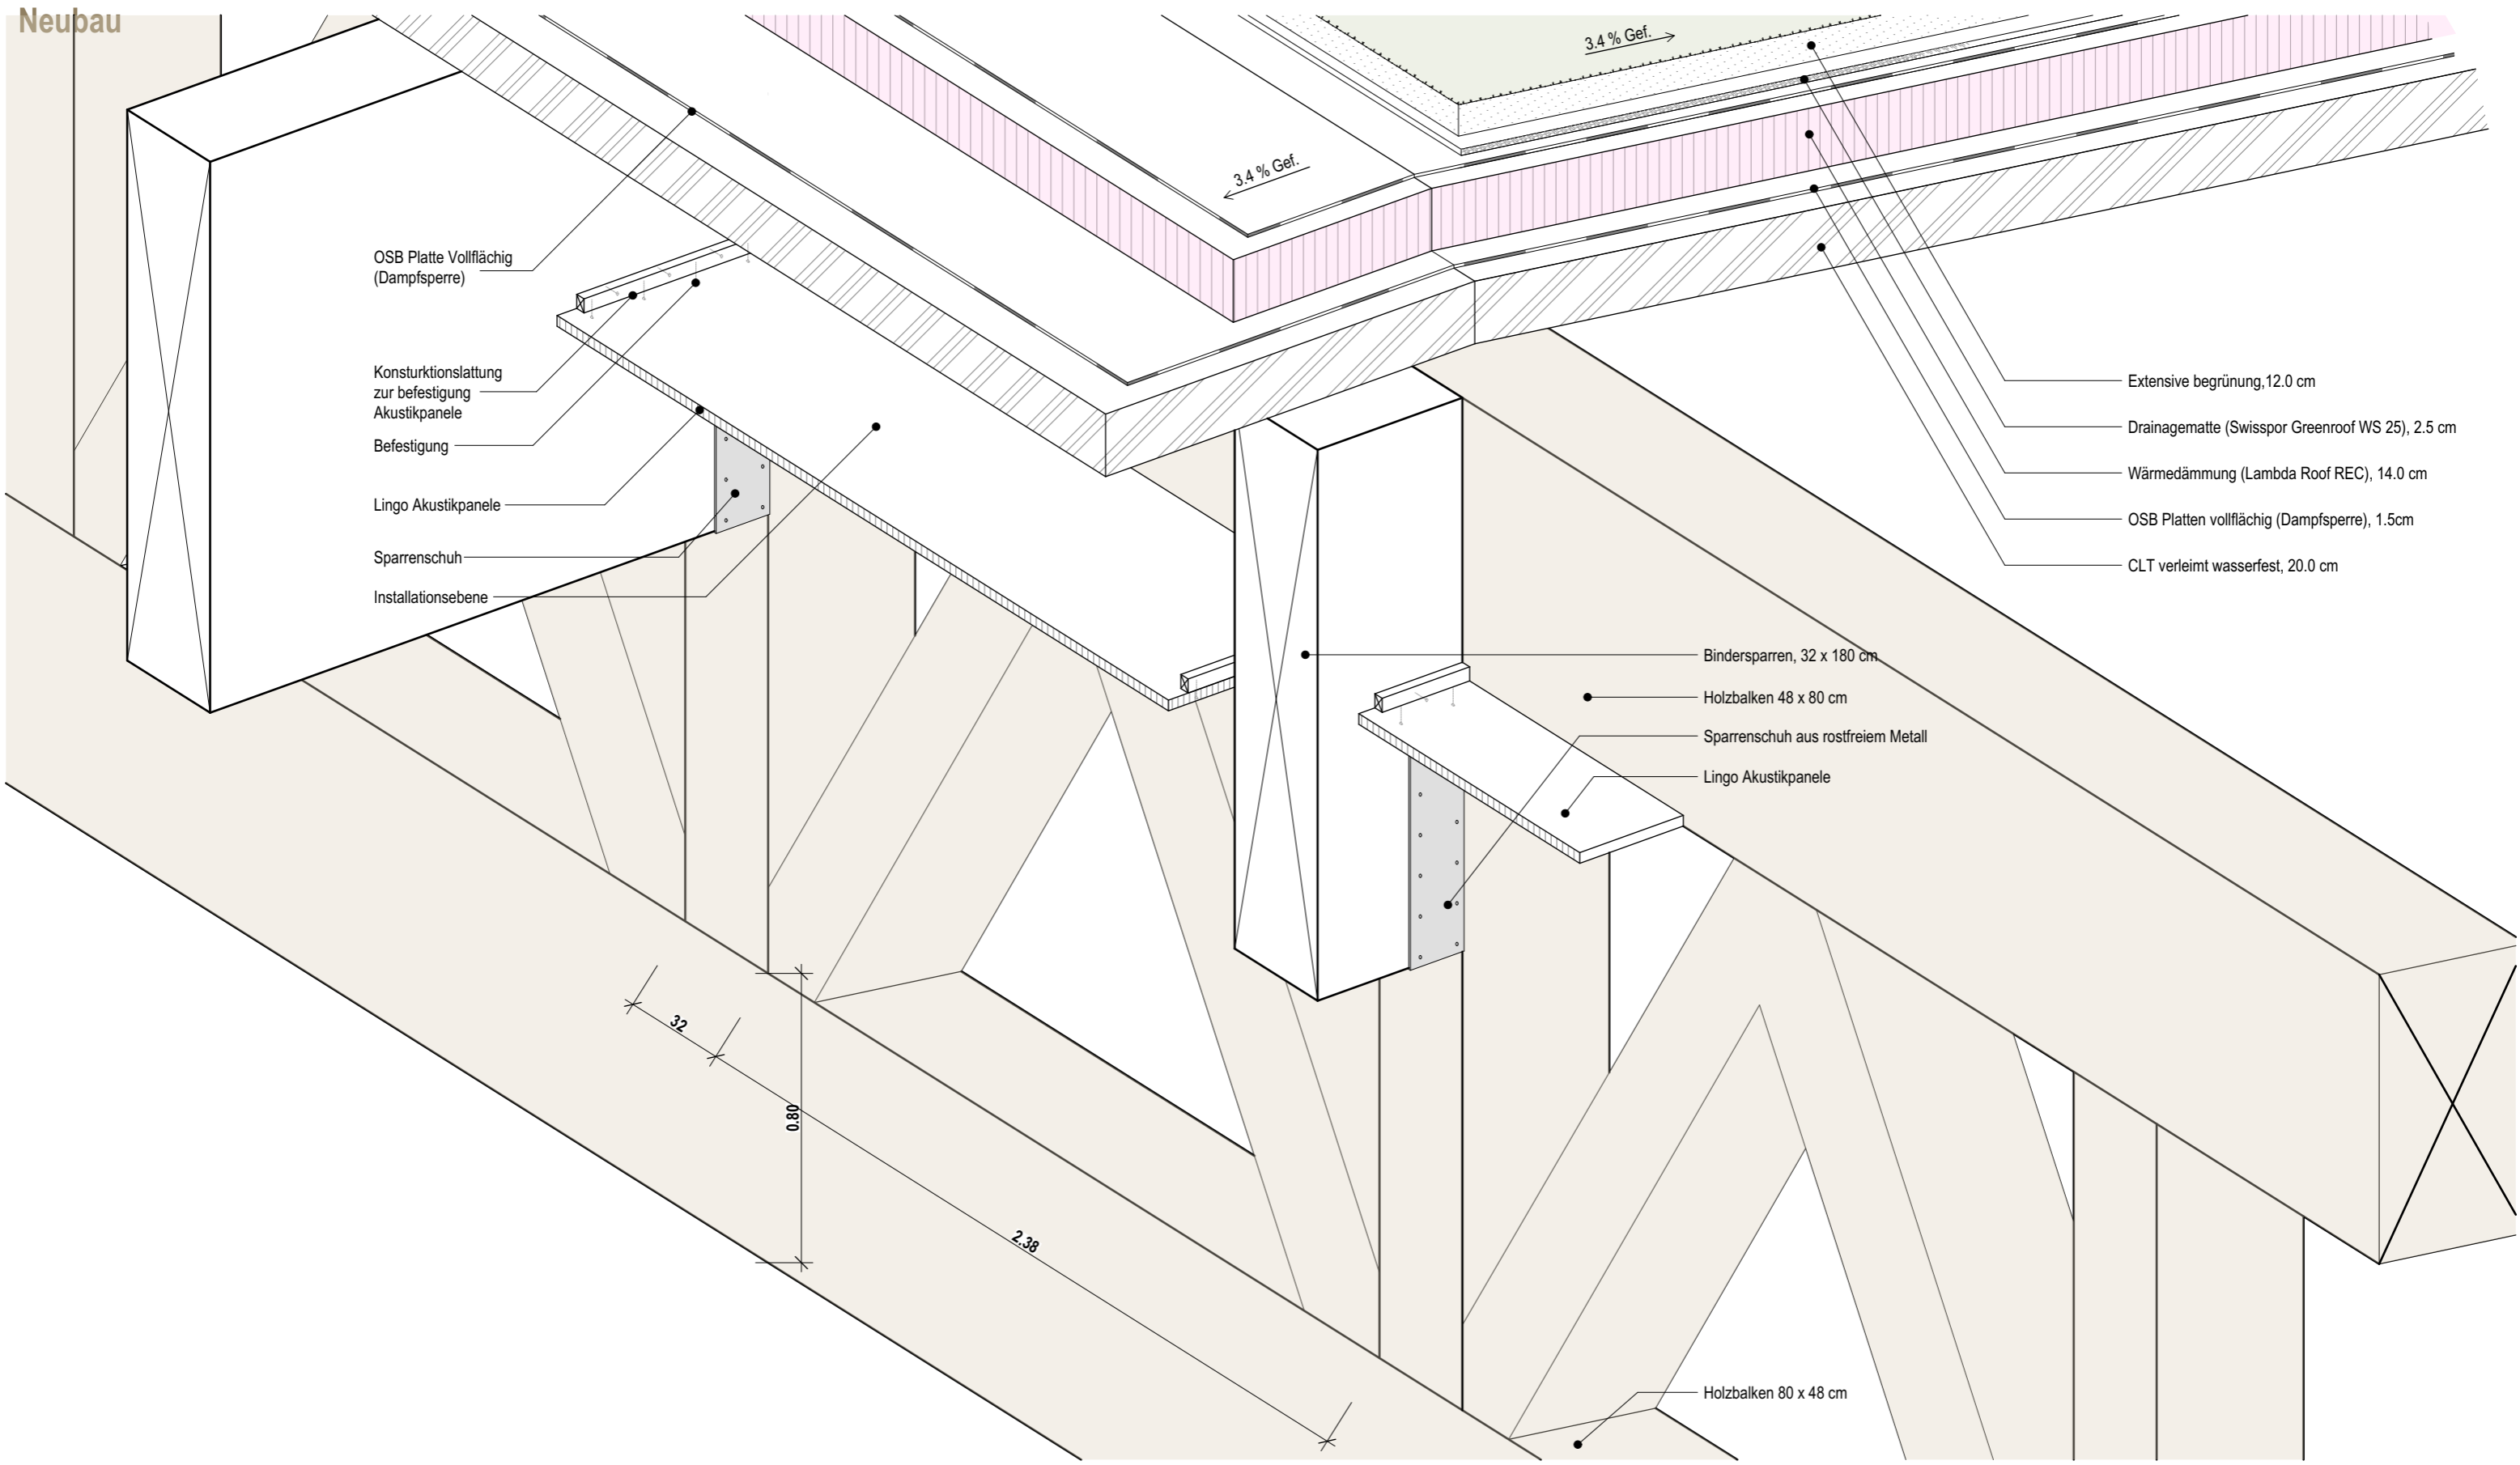 Neubau
3.4 % Gef.
3.4 % Gef.
OSB Platte Vollflächig
(Dampfsperre)
Konsturktionslattung
zur befestigung
Akustikpanele
Befestigung
Lingo Akustikpanele
Sparrenschuh
Installationsebene
Extensive begrünung,12.0 cm
Drainagematte (Swisspor Greenroof WS 25), 2.5 cm
Wärmedämmung (Lambda Roof REC), 14.0 cm
OSB Platten vollflächig (Dampfsperre), 1.5cm
CLT verleimt wasserfest, 20.0 cm
Bindersparren, 32 x 180 cm
Holzbalken 48 x 80 cm
Sparrenschuh aus rostfreiem Metall
Lingo Akustikpanele
32
0.80
2.38
Holzbalken 80 x 48 cm